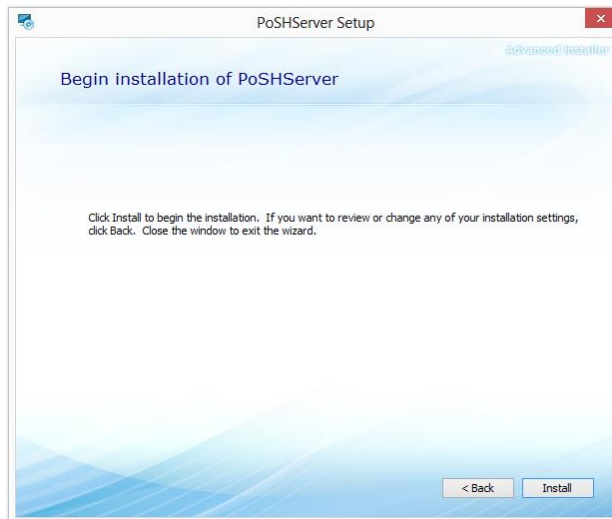 PoSHServer Setup
Advanced Installer
Begin installation of PoSHServer
Click Install to begin the installation. If you want to review or change any of your installation settings,
click Back. Close the window to exit the wizard.
< Back
Install